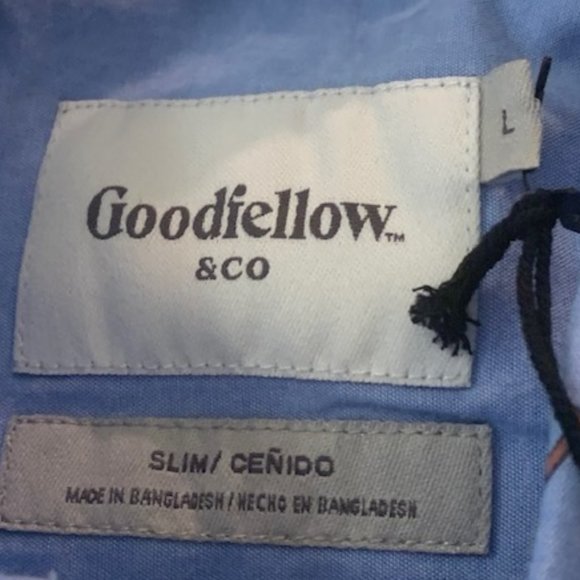 Goodfellow™
&CO
L
SLIM/ CEÑIDO
MADE IN BANGLADESH / HECHO EN BANGLADESH